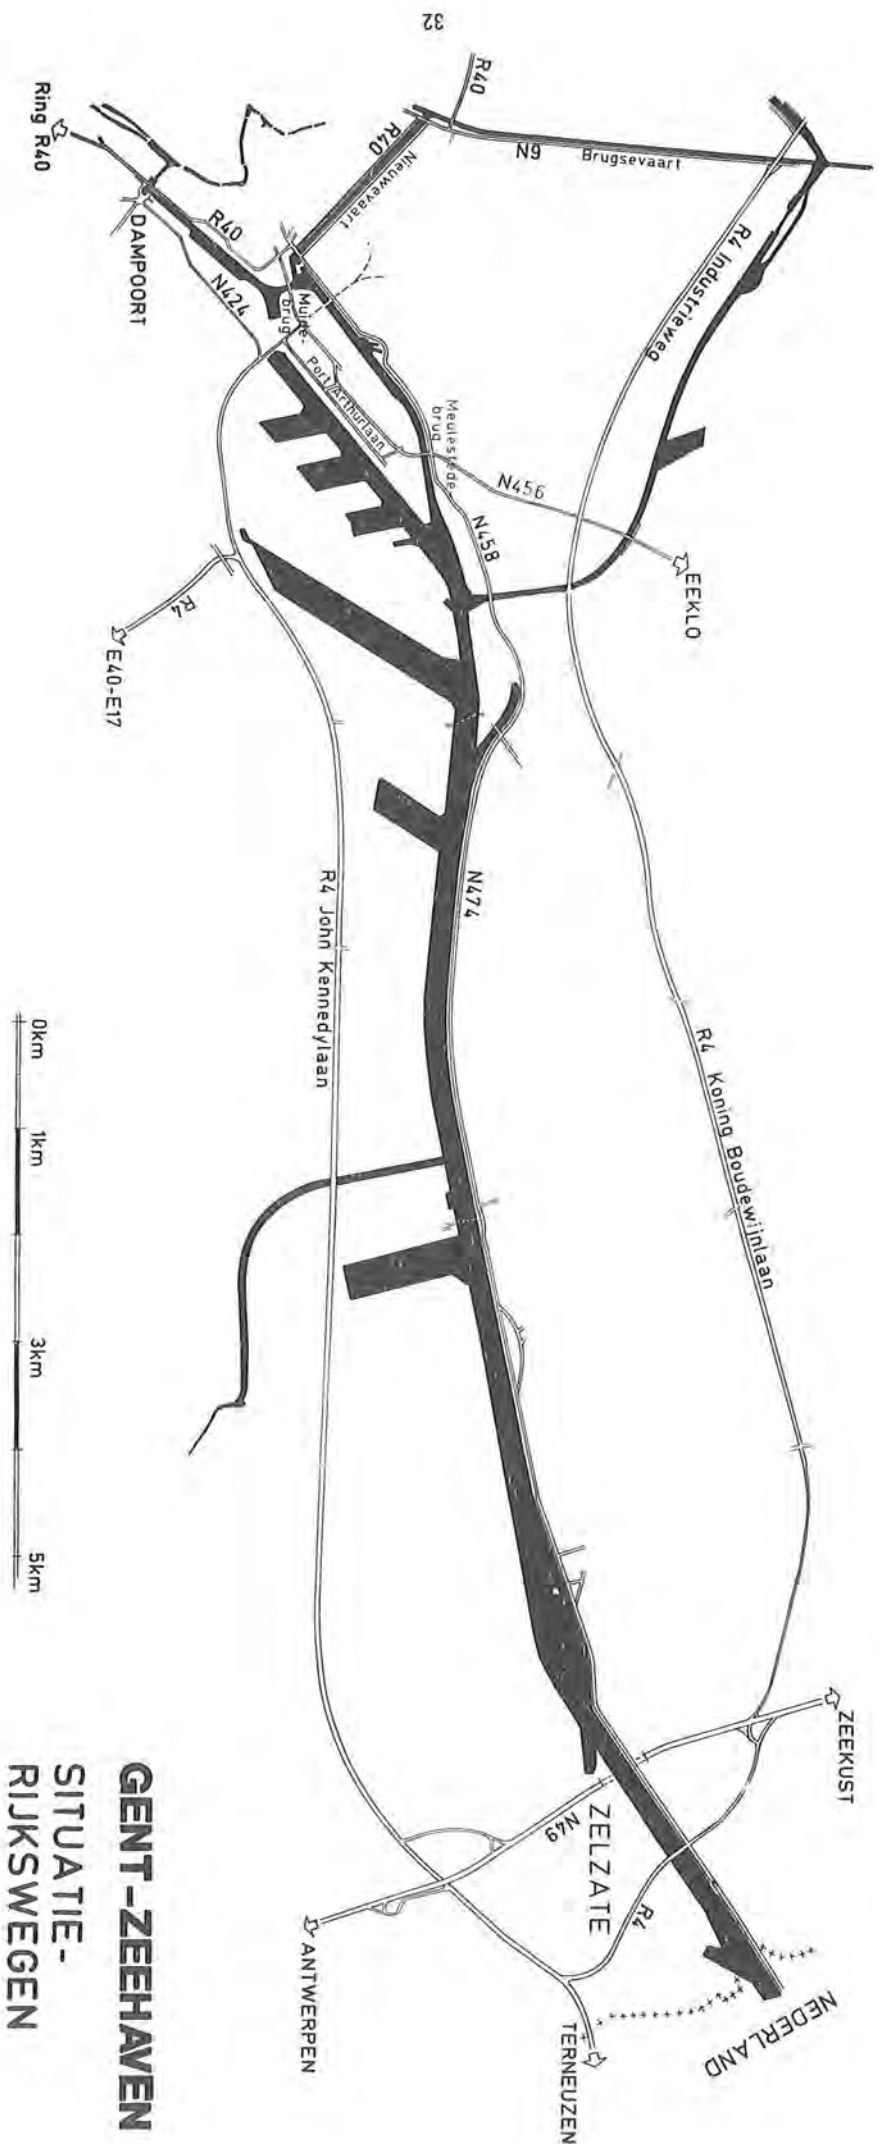 32
R40
N9
Brugsevaart
R40
Nieuwevaart
Ring R40
R40
DAMPOORT
N424
Muide-
brug
Port Arthurlaan
Meulestede-
brug
R4 Industrieweg
N456
N458
EEKLO
R4
E40-E17
N474
R4 John Kennedylaan
R4 Koning Boudewijnlaan
0km
1km
3km
5km
ZEEKUST
N49
ZELZATE
R4
ANTWERPEN
TERNEUZEN
NEDERLAND
GENT-ZEEHAVEN
SITUATIE-
RIJKSWEGEN